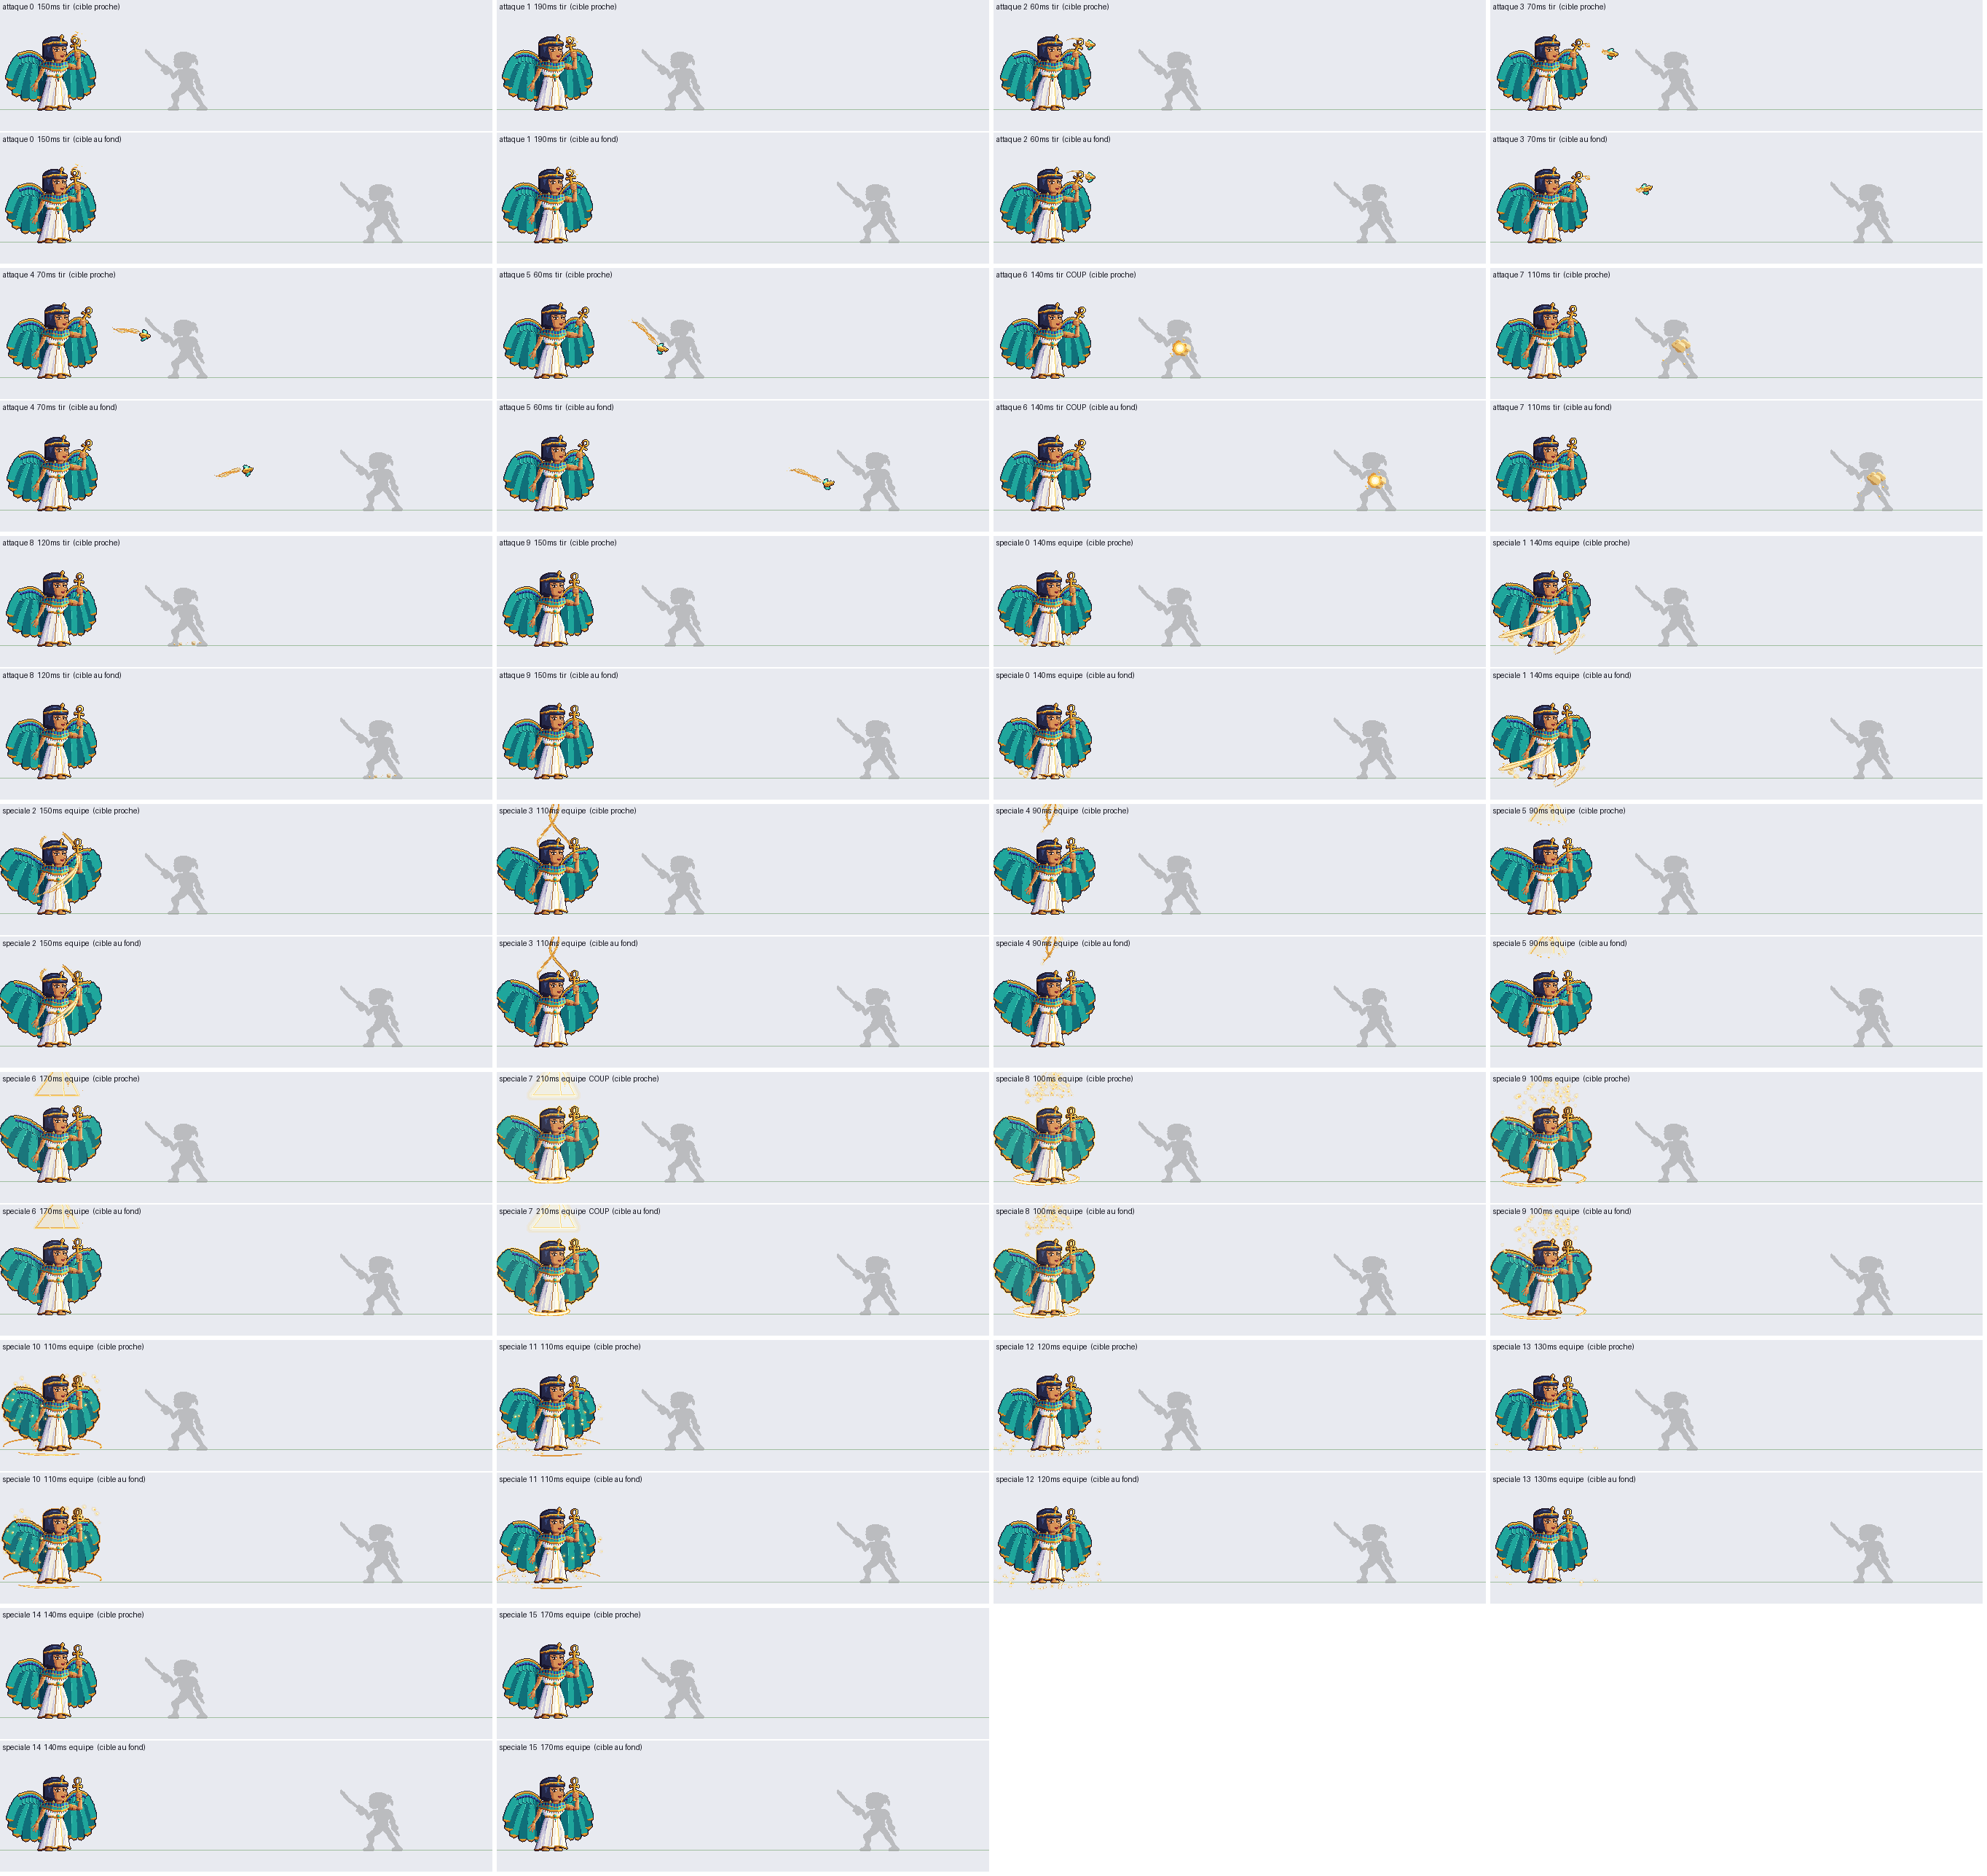 attaque 0 150ms tir (cible proche)
attaque 1 190ms tir (cible proche)
attaque 2 60ms tir (cible proche)
attaque 3 70ms tir (cible proche)
attaque 0 150ms tir (cible au fond)
attaque 1 190ms tir (cible au fond)
attaque 2 60ms tir (cible au fond)
attaque 3 70ms tir (cible au fond)
attaque 4 70ms tir (cible proche)
attaque 5 60ms tir (cible proche)
attaque 6 140ms tir COUP (cible proche)
attaque 7 110ms tir (cible proche)
attaque 4 70ms tir (cible au fond)
attaque 5 60ms tir (cible au fond)
attaque 6 140ms tir COUP (cible au fond)
attaque 7 110ms tir (cible au fond)
attaque 8 120ms tir (cible proche)
attaque 9 150ms tir (cible proche)
speciale 0 140ms equipe (cible proche)
speciale 1 140ms equipe (cible proche)
attaque 8 120ms tir (cible au fond)
attaque 9 150ms tir (cible au fond)
speciale 0 140ms equipe (cible au fond)
speciale 1 140ms equipe (cible au fond)
speciale 2 150ms equipe (cible proche)
speciale 3 110ms equipe (cible proche)
speciale 4 90ms equipe (cible proche)
speciale 5 90ms equipe (cible proche)
speciale 2 150ms equipe (cible au fond)
speciale 3 110ms equipe (cible au fond)
speciale 4 90ms equipe (cible au fond)
speciale 5 90ms equipe (cible au fond)
speciale 6 170ms equipe (cible proche)
speciale 7 210ms equipe COUP (cible proche)
speciale 8 100ms equipe (cible proche)
speciale 9 100ms equipe (cible proche)
speciale 6 170ms equipe (cible au fond)
speciale 7 210ms equipe COUP (cible au fond)
speciale 8 100ms equipe (cible au fond)
speciale 9 100ms equipe (cible au fond)
speciale 10 110ms equipe (cible proche)
speciale 11 110ms equipe (cible proche)
speciale 12 120ms equipe (cible proche)
speciale 13 130ms equipe (cible proche)
speciale 10 110ms equipe (cible au fond)
speciale 11 110ms equipe (cible au fond)
speciale 12 120ms equipe (cible au fond)
speciale 13 130ms equipe (cible au fond)
speciale 14 140ms equipe (cible proche)
speciale 15 170ms equipe (cible proche)
speciale 14 140ms equipe (cible au fond)
speciale 15 170ms equipe (cible au fond)